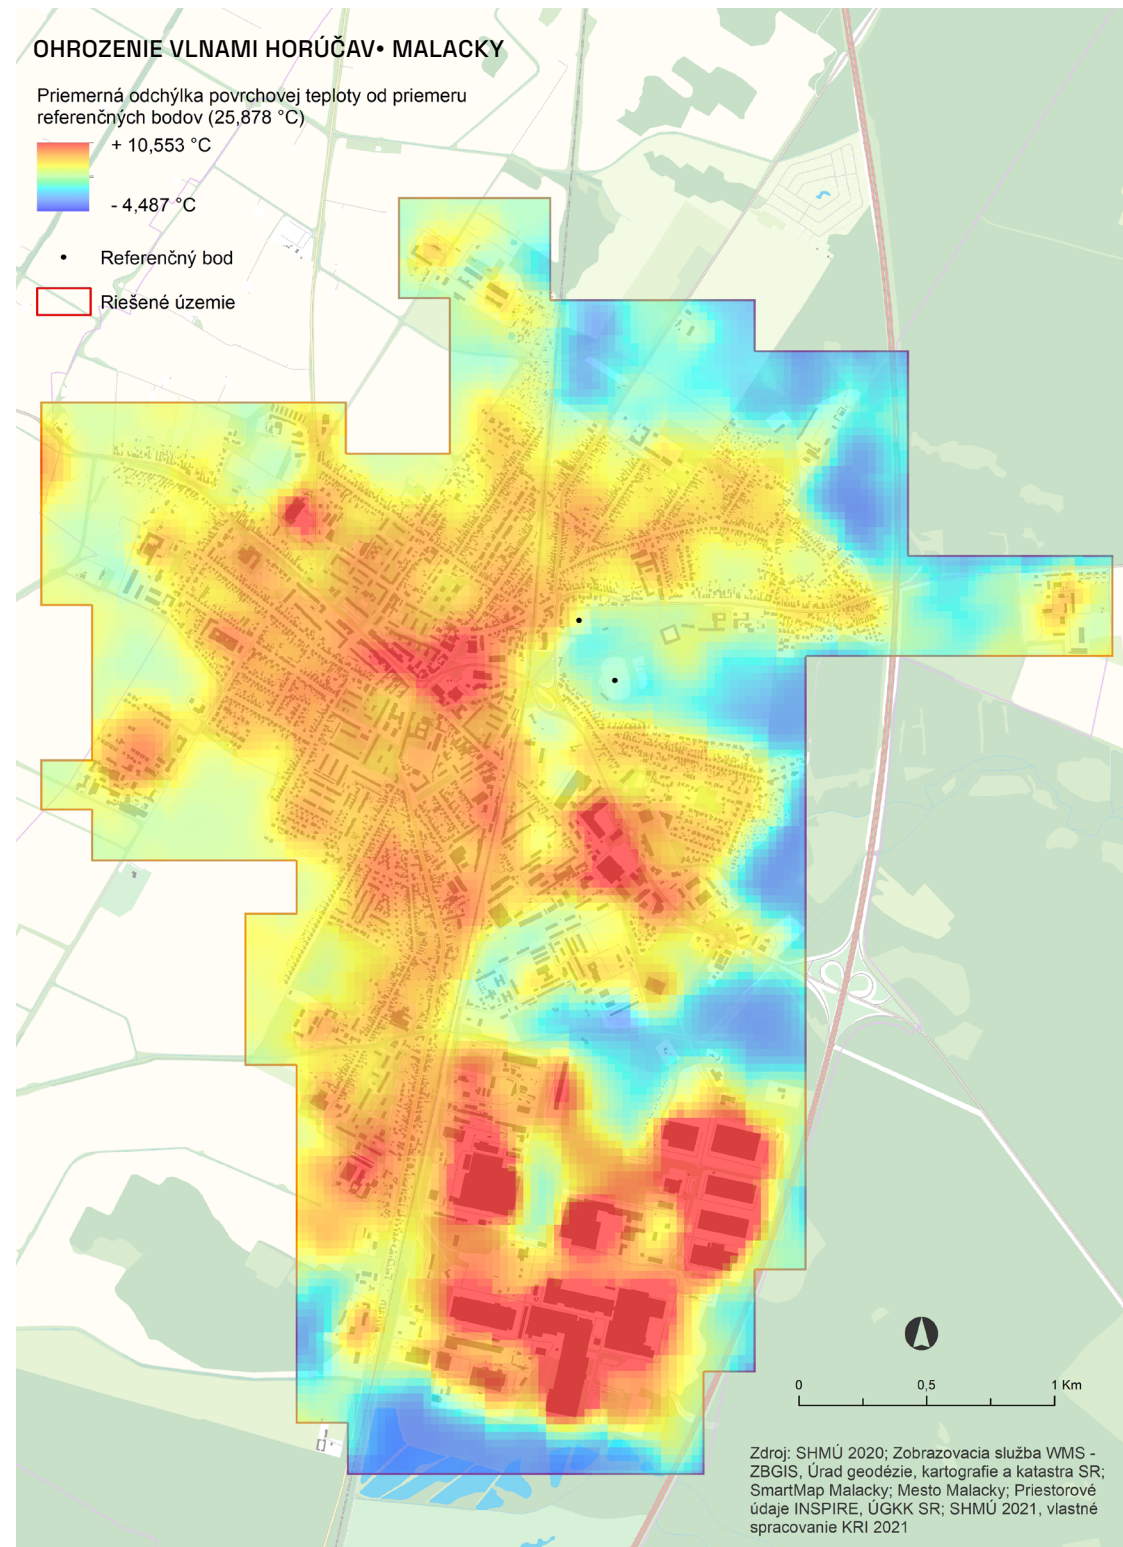 OHROZENIE VLNAMI HORÚČAV• MALACKY
Priemerná odchýlka povrchovej teploty od priemeru
referenčných bodov (25,878 °C)
+ 10,553 °C
- 4,487 °C
Referenčný bod
Riešené územie
0 0,5 1 Km
Zdroj: SHMÚ 2020; Zobrazovacia služba WMS -
ZBGIS, Úrad geodézie, kartografie a katastra SR;
SmartMap Malacky; Mesto Malacky; Priestorové
údaje INSPIRE, ÚGKK SR; SHMÚ 2021, vlastné
spracovanie KRI 2021